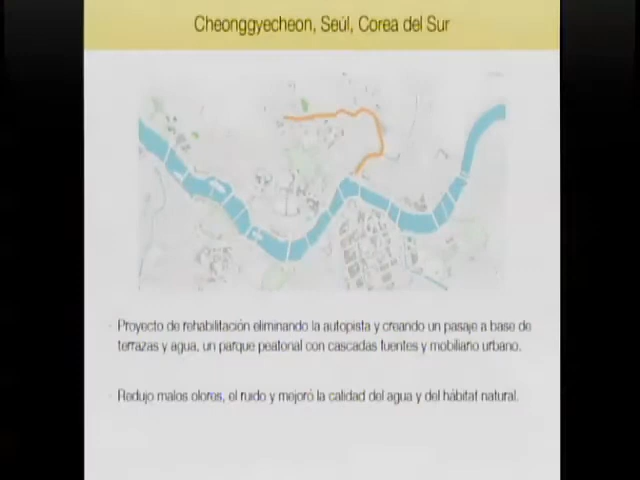 Cheonggyecheon, Seúl, Corea del Sur
· Proyecto de rehabilitación eliminando la autopista y creando un pasaje a base de
terrazas y agua, un parque peatonal con cascadas fuentes y mobiliario urbano.
· Redujo malos olores, el ruido y mejoró la calidad del agua y del hábitat natural.